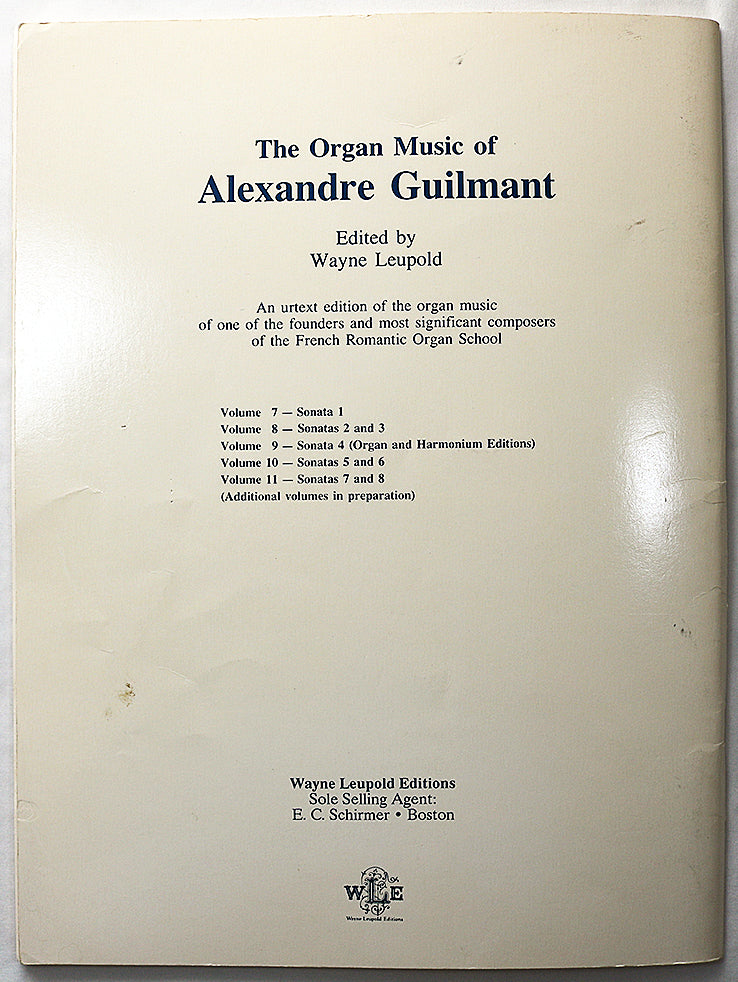 The Organ Music of
Alexandre Guilmant
Edited by
Wayne Leupold
An urtext edition of the organ music
of one of the founders and most significant composers
of the French Romantic Organ School
Volume 7 — Sonata 1
Volume 8 — Sonatas 2 and 3
Volume 9 — Sonata 4 (Organ and Harmonium Editions)
Volume 10 — Sonatas 5 and 6
Volume 11 — Sonatas 7 and 8
(Additional volumes in preparation)
Wayne Leupold Editions
Sole Selling Agent:
E. C. Schirmer • Boston
WLE
Wayne Leupold Editions